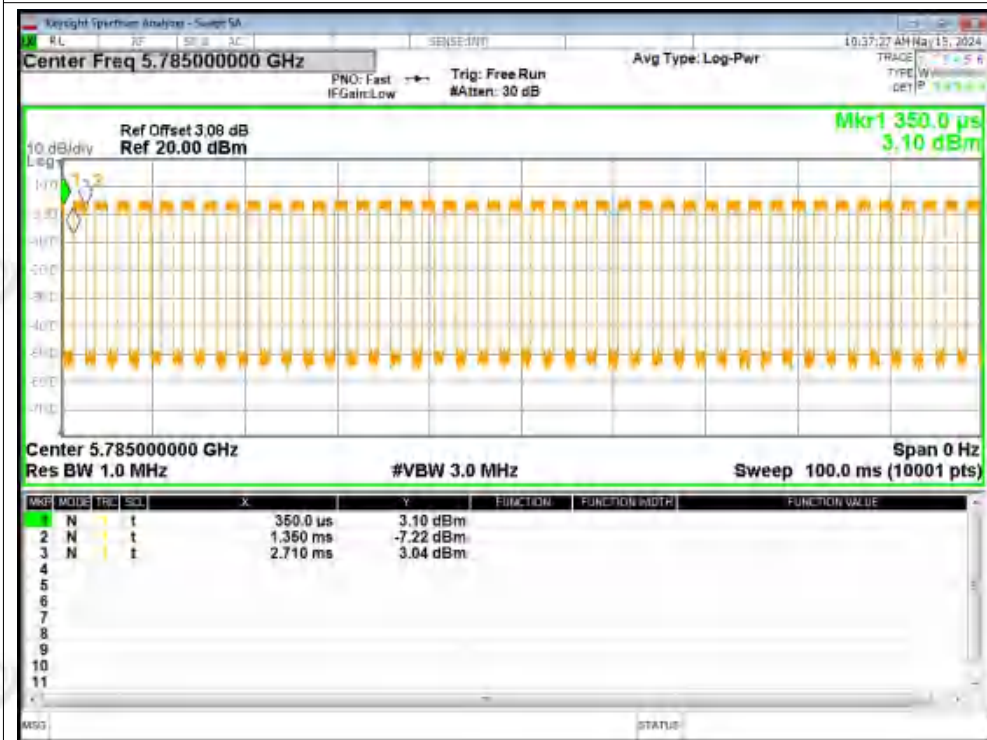 Keysight Spectrum Analyzer - Swept SA
RL RF AC SENSE:INT 10:37:27 AM May 15, 2024
Center Freq 5.785000000 GHz Avg Type: Log-Pwr TRACE
PNO: Fast Trig: Free Run TYPE
IFGain:Low #Atten: 30 dB DET
Mkr1 350.0 µs
Ref Offset 3.08 dB 3.10 dBm
10 dB/div Ref 20.00 dBm
Log
1 2
Center 5.785000000 GHz Span 0 Hz
Res BW 1.0 MHz #VBW 3.0 MHz Sweep 100.0 ms (10001 pts)
MKR MODE TRC SCL X Y FUNCTION FUNCTION WIDTH FUNCTION VALUE
1 N 1 t 350.0 µs 3.10 dBm
2 N 1 t 1.350 ms -7.22 dBm
3 N 1 t 2.710 ms 3.04 dBm
4
5
6
7
8
9
10
11
MSG STATUS